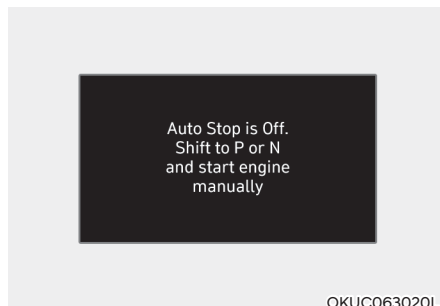 Auto Stop is Off.
Shift to P or N
and start engine
manually
OKUC063020L